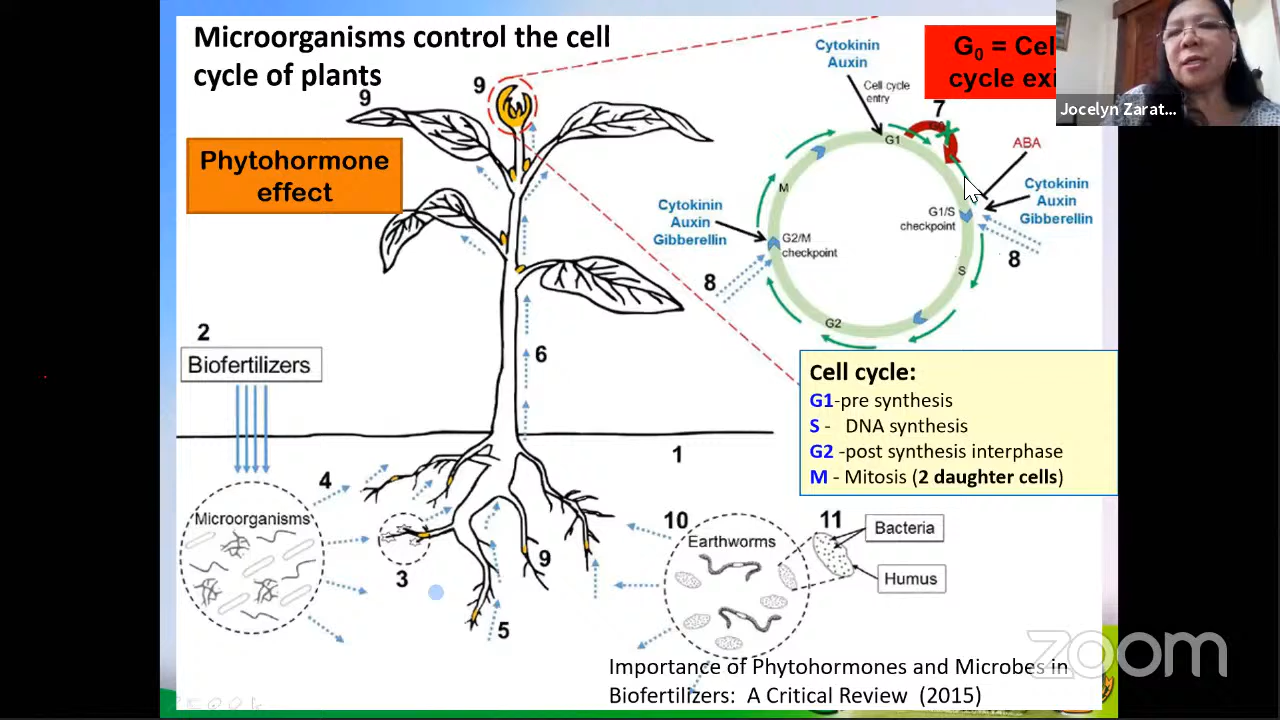 Microorganisms control the cell
cycle of plants
Phytohormone
effect
9
9
2
Biofertilizers
6
1
4
Microorganisms
3
5
9
10
Earthworms
11
Bacteria
Humus
Cytokinin
Auxin
Cell cycle
entry
G1
7
G₀ = Cel
cycle exi
Jocelyn Zarat...
ABA
Cytokinin
Auxin
Gibberellin
G1/S
checkpoint
8
M
Cytokinin
Auxin
Gibberellin
G2/M
checkpoint
8
S
G2
Cell cycle:
G1-pre synthesis
S - DNA synthesis
G2 -post synthesis interphase
M - Mitosis (2 daughter cells)
zoom
Importance of Phytohormones and Microbes in
Biofertilizers: A Critical Review (2015)